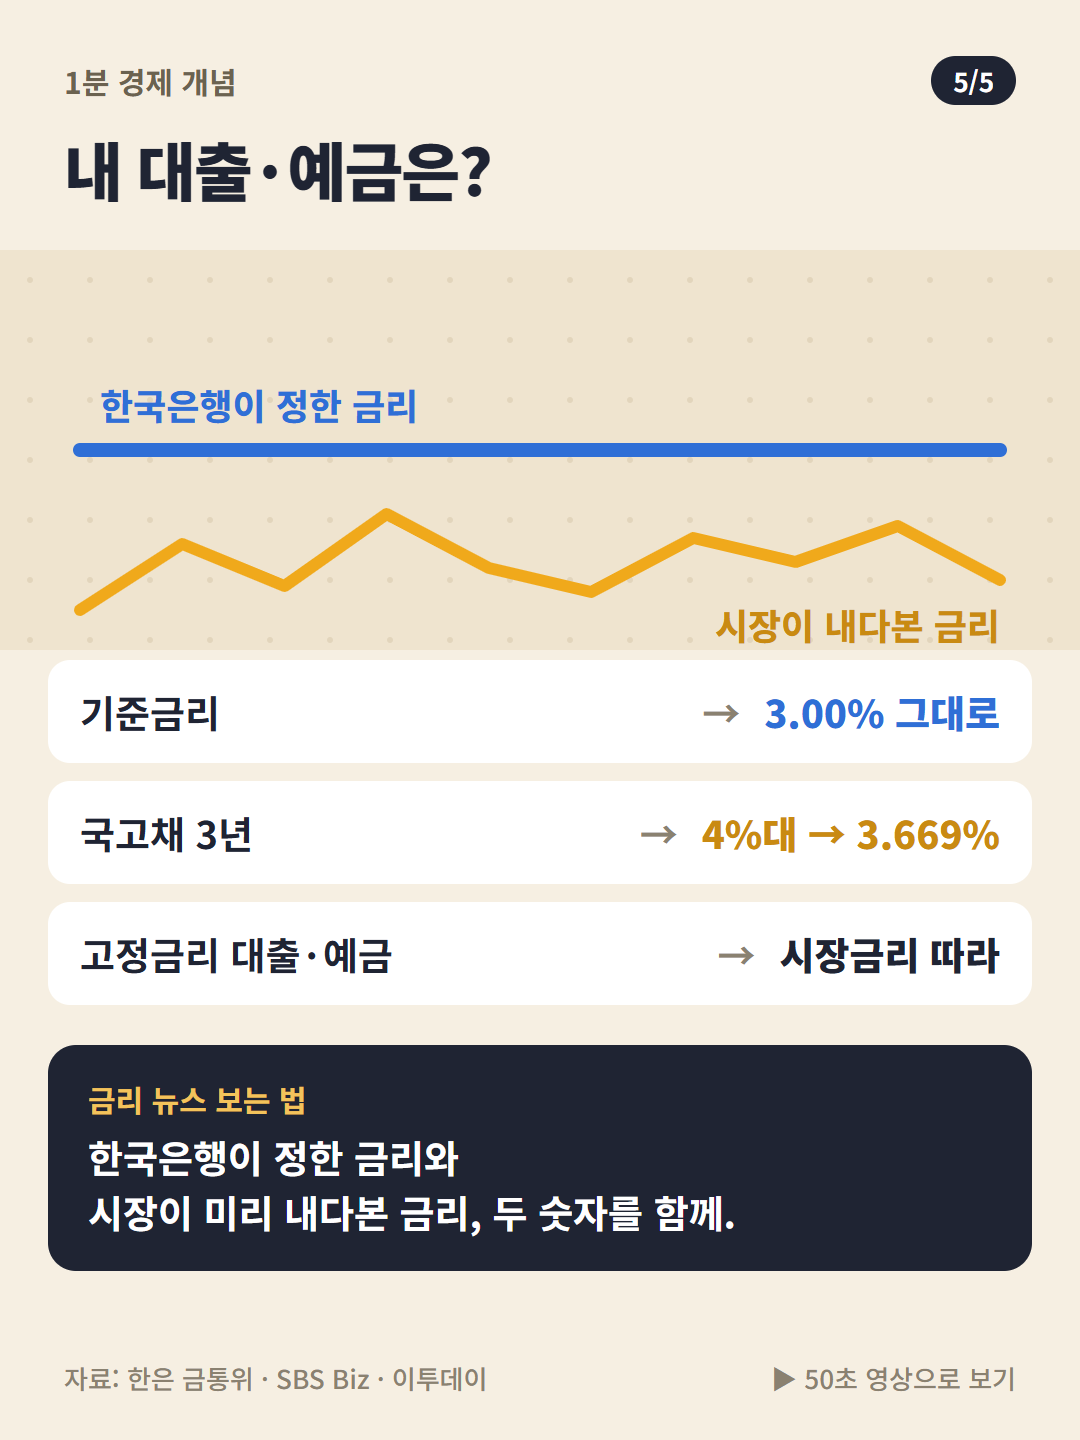 1분 경제 개념
5/5
내 대출·예금은?
한국은행이 정한 금리
시장이 내다본 금리
기준금리 → 3.00% 그대로
국고채 3년 → 4%대 → 3.669%
고정금리 대출·예금 → 시장금리 따라
금리 뉴스 보는 법
한국은행이 정한 금리와
시장이 미리 내다본 금리, 두 숫자를 함께.
자료: 한은 금통위 · SBS Biz · 이투데이
▶ 50초 영상으로 보기